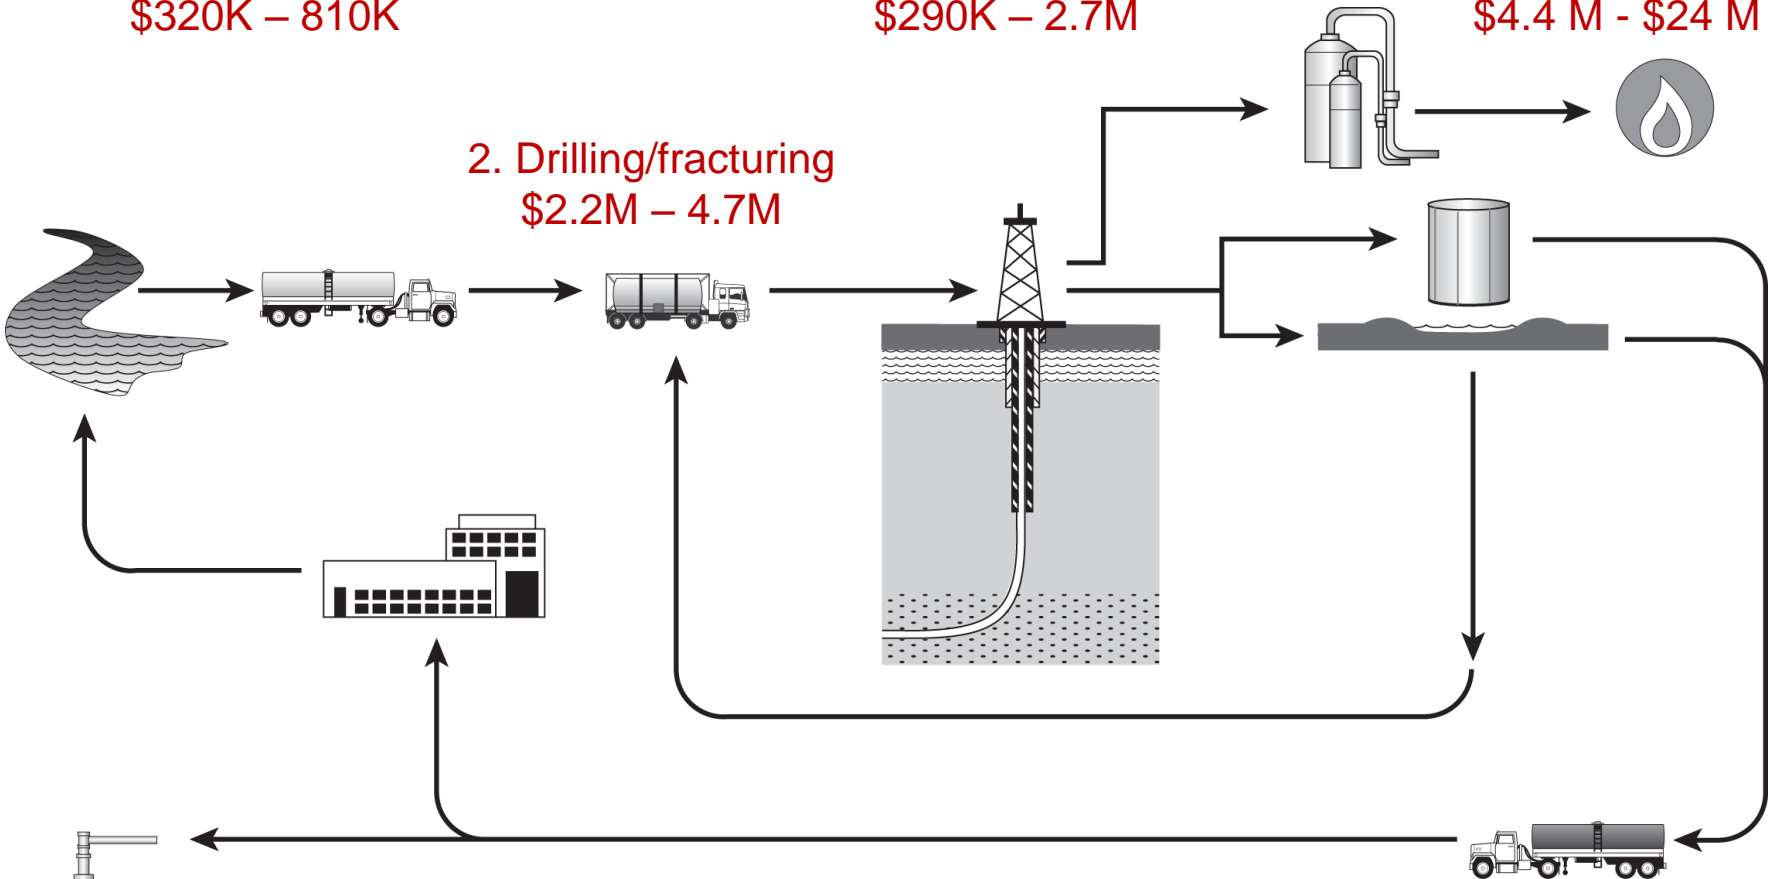 $320K – 810K
$290K – 2.7M
$4.4 M - $24 M
2. Drilling/fracturing
$2.2M – 4.7M